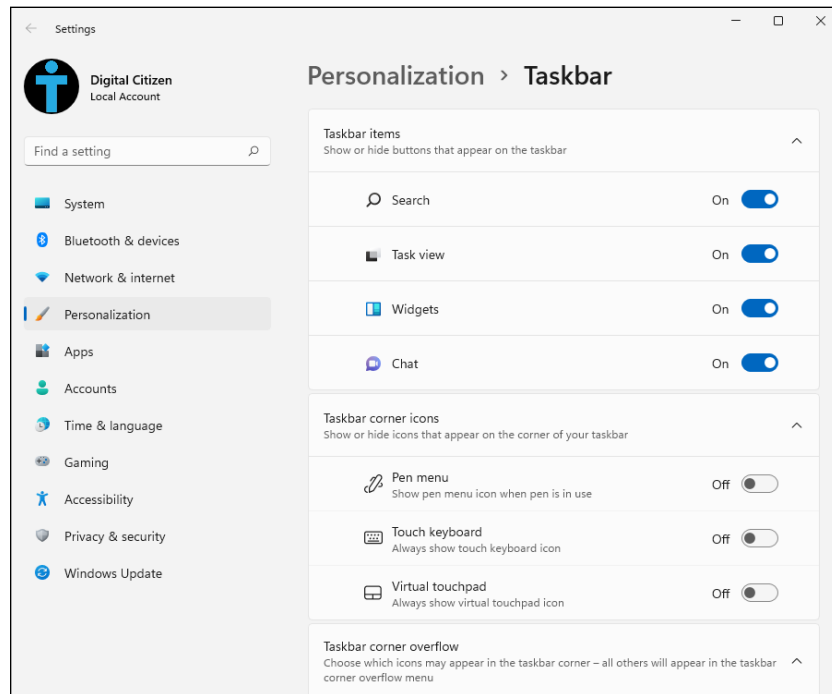 Settings
Digital Citizen
Local Account
Find a setting
System
Bluetooth & devices
Network & internet
Personalization
Apps
Accounts
Time & language
Gaming
Accessibility
Privacy & security
Windows Update
Personalization > Taskbar
Taskbar items
Show or hide buttons that appear on the taskbar
Search On
Task view On
Widgets On
Chat On
Taskbar corner icons
Show or hide icons that appear on the corner of your taskbar
Pen menu
Show pen menu icon when pen is in use
Off
Touch keyboard
Always show touch keyboard icon
Off
Virtual touchpad
Always show virtual touchpad icon
Off
Taskbar corner overflow
Choose which icons may appear in the taskbar corner – all others will appear in the taskbar
corner overflow menu